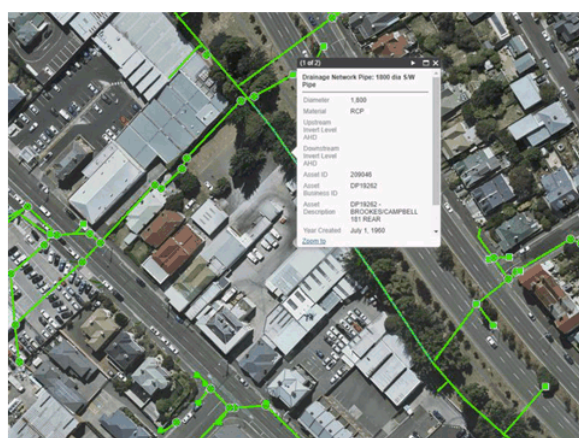 (1 of 2)
Drainage Network Pipe: 1800 dia S/W
Pipe
Diameter 1,800
Material RCP
Upstream
Invert Level
AHD
Downstream
Invert Level
AHD
Asset ID 209046
Asset
Business ID DP19262
Asset
Description DP19262 -
BROOKES/CAMPBELL
181 REAR
Year Created July 1, 1960
Zoom to